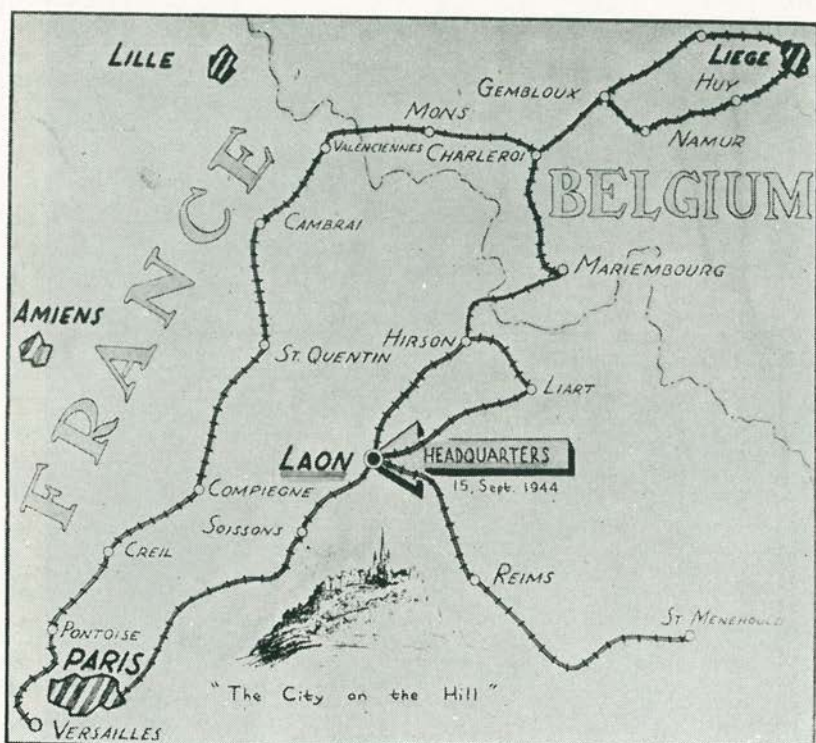 LILLE
LIEGE
GEMBLOUX
HUY
MONS
NAMUR
VALENCIENNES
CHARLEROI
BELGIUM
FRANCE
CAMBRAI
MARIEMBOURG
AMIENS
HIRSON
ST. QUENTIN
LIART
LAON
HEADQUARTERS
15, Sept. 1944
COMPIEGNE
SOISSONS
CREIL
REIMS
ST MENEHOULD
PONTOISE
PARIS
"The City on the Hill"
VERSAILLES